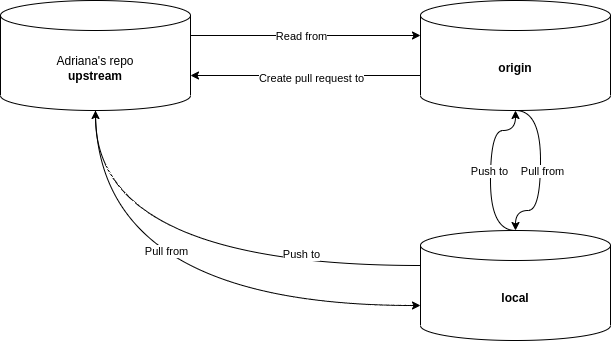 Adriana's repo
upstream
Read from
Create pull request to
origin
Push to
Pull from
Push to
Pull from
local